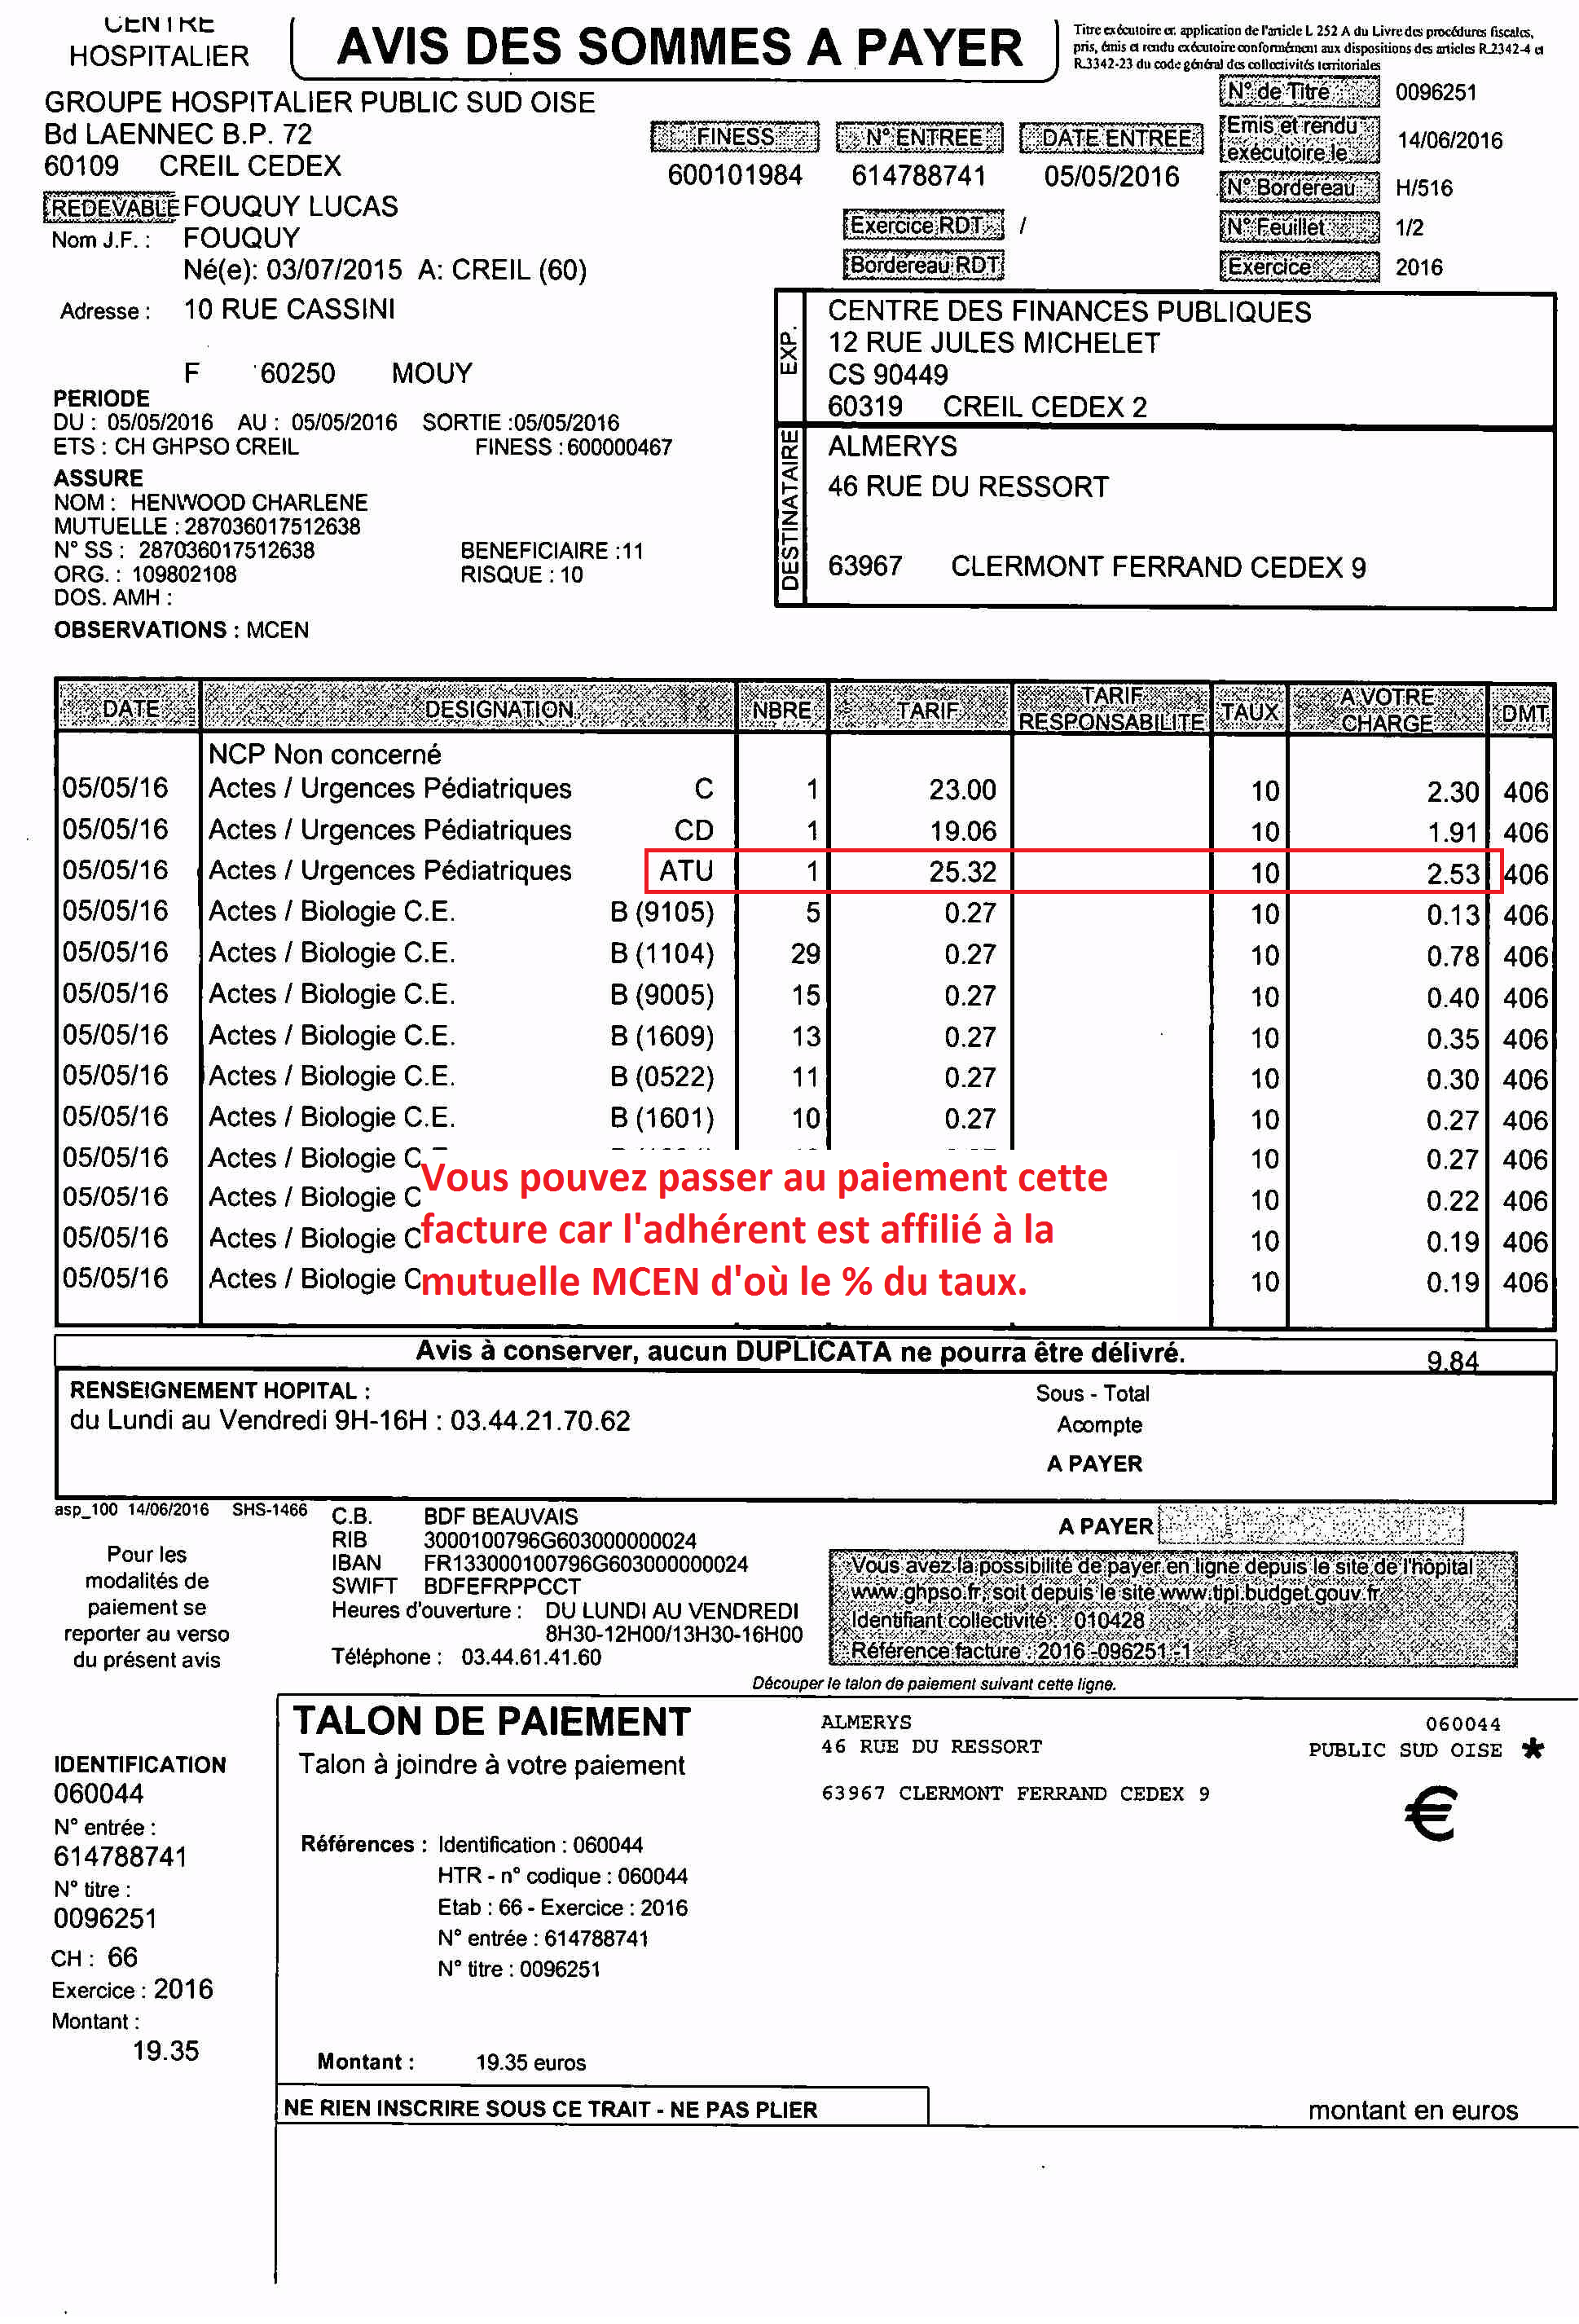 CENTRE
HOSPITALIER
AVIS DES SOMMES A PAYER
Titre exécutoire en application de l'article L 252 A du Livre des procédures fiscales,
pris, émis et rendu exécutoire conformément aux dispositions des articles R.2342-4 et
R.3342-23 du code général des collectivités territoriales
GROUPE HOSPITALIER PUBLIC SUD OISE
Bd LAENNEC B.P. 72
60109 CREIL CEDEX
FINESS N° ENTREE DATE ENTREE
600101984 614788741 05/05/2016
N° de Titre 0096251
Emis et rendu
exécutoire le 14/06/2016
N° Bordereau H/516
N° Feuillet 1/2
Exercice 2016
Exercice RDT /
Bordereau RDT
REDEVABLE FOUQUY LUCAS
Nom J.F. : FOUQUY
Né(e): 03/07/2015 A: CREIL (60)
Adresse : 10 RUE CASSINI
F 60250 MOUY
PERIODE
DU : 05/05/2016 AU : 05/05/2016 SORTIE :05/05/2016
ETS : CH GHPSO CREIL FINESS : 600000467
ASSURE
NOM : HENWOOD CHARLENE
MUTUELLE : 287036017512638
N° SS : 287036017512638 BENEFICIAIRE :11
ORG. : 109802108 RISQUE : 10
DOS. AMH :
OBSERVATIONS : MCEN
EXP.
CENTRE DES FINANCES PUBLIQUES
12 RUE JULES MICHELET
CS 90449
60319 CREIL CEDEX 2
DESTINATAIRE
ALMERYS
46 RUE DU RESSORT
63967 CLERMONT FERRAND CEDEX 9
DATE DESIGNATION NBRE TARIF TARIF RESPONSABILITE TAUX A VOTRE CHARGE DMT
NCP Non concerné
05/05/16 Actes / Urgences Pédiatriques C 1 23.00 10 2.30 406
05/05/16 Actes / Urgences Pédiatriques CD 1 19.06 10 1.91 406
05/05/16 Actes / Urgences Pédiatriques ATU 1 25.32 10 2.53 406
05/05/16 Actes / Biologie C.E. B (9105) 5 0.27 10 0.13 406
05/05/16 Actes / Biologie C.E. B (1104) 29 0.27 10 0.78 406
05/05/16 Actes / Biologie C.E. B (9005) 15 0.27 10 0.40 406
05/05/16 Actes / Biologie C.E. B (1609) 13 0.27 10 0.35 406
05/05/16 Actes / Biologie C.E. B (0522) 11 0.27 10 0.30 406
05/05/16 Actes / Biologie C.E. B (1601) 10 0.27 10 0.27 406
05/05/16 Actes / Biologie C 10 0.27 406
05/05/16 Actes / Biologie C 10 0.22 406
05/05/16 Actes / Biologie C 10 0.19 406
05/05/16 Actes / Biologie C 10 0.19 406
Vous pouvez passer au paiement cette
facture car l'adhérent est affilié à la
mutuelle MCEN d'où le % du taux.
Avis à conserver, aucun DUPLICATA ne pourra être délivré. 9.84
RENSEIGNEMENT HOPITAL :
du Lundi au Vendredi 9H-16H : 03.44.21.70.62
Sous - Total
Acompte
A PAYER
asp_100 14/06/2016 SHS-1466
Pour les
modalités de
paiement se
reporter au verso
du présent avis
C.B. BDF BEAUVAIS
RIB 3000100796G603000000024
IBAN FR133000100796G603000000024
SWIFT BDFEFRPPCCT
Heures d'ouverture : DU LUNDI AU VENDREDI
8H30-12H00/13H30-16H00
Téléphone : 03.44.61.41.60
A PAYER
Vous avez la possibilité de payer en ligne depuis le site de l'hôpital
www.ghpso.fr, soit depuis le site www.tipi.budget.gouv.fr
Identifiant collectivité : 010428
Référence facture : 2016 -096251 -1
Découper le talon de paiement suivant cette ligne.
IDENTIFICATION
060044
N° entrée :
614788741
N° titre :
0096251
CH : 66
Exercice : 2016
Montant :
19.35
TALON DE PAIEMENT
Talon à joindre à votre paiement
ALMERYS
46 RUE DU RESSORT
63967 CLERMONT FERRAND CEDEX 9
060044
PUBLIC SUD OISE *
€
Références : Identification : 060044
HTR - n° codique : 060044
Etab : 66 - Exercice : 2016
N° entrée : 614788741
N° titre : 0096251
Montant : 19.35 euros
NE RIEN INSCRIRE SOUS CE TRAIT - NE PAS PLIER
montant en euros